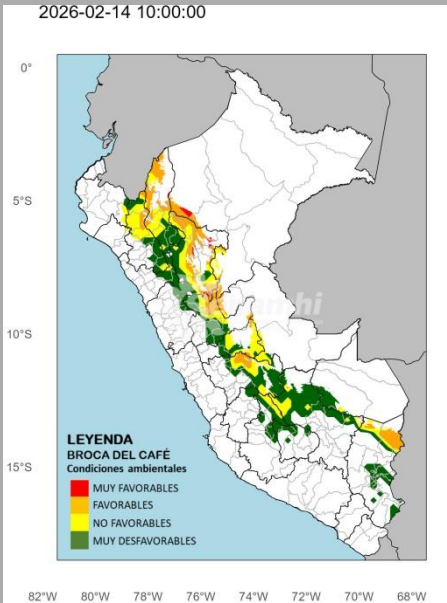 2026-02-14 10:00:00
0°
5°S
10°S
15°S
LEYENDA
BROCA DEL CAFÉ
Condiciones ambientales
MUY FAVORABLES
FAVORABLES
NO FAVORABLES
MUY DESFAVORABLES
82°W 80°W 78°W 76°W 74°W 72°W 70°W 68°W